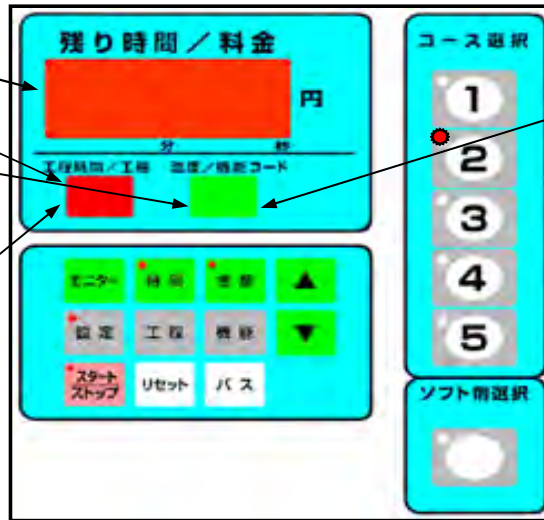 残り時間／料金
円
分 秒
工程時間／工程 温度／機能コード
モニター 時間 温度 ▲
設定 工程 機能 ▼
スタート
ストップ
リセット パス
コース選択
1
2
3
4
5
ソフト剤選択